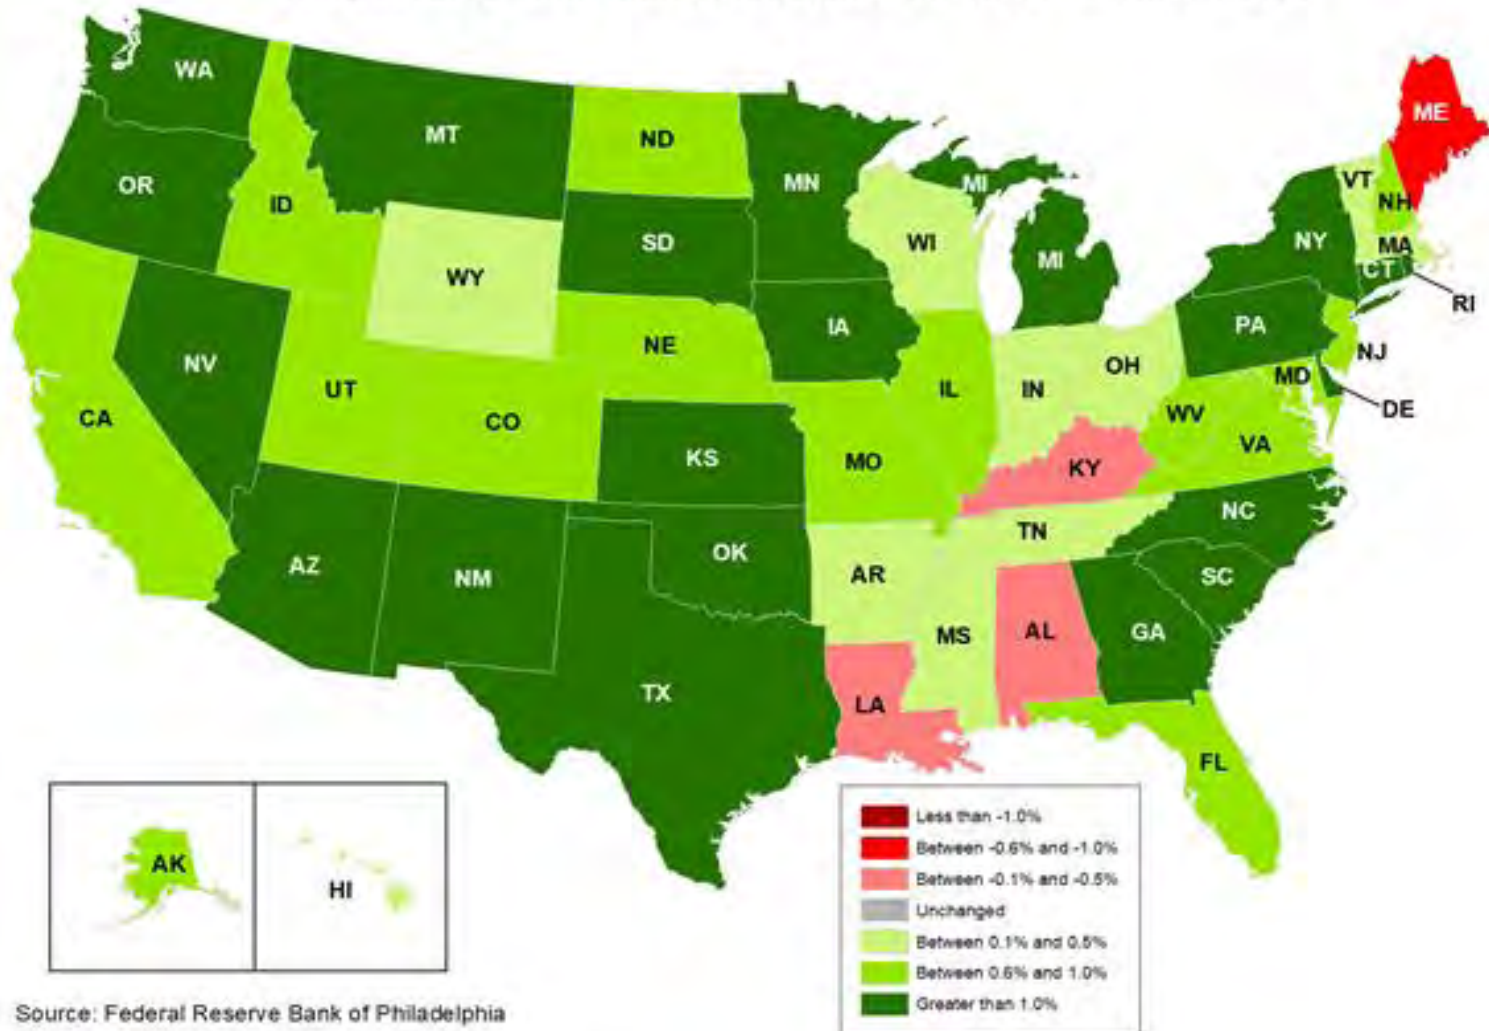 WA
MT
ND
MN
MI
ME
OR
ID
SD
WI
MI
VT
NH
NY
MA
CT
RI
WY
IA
PA
NV
NE
NJ
UT
IL
IN
OH
MD
DE
CA
CO
WV
VA
KS
MO
KY
NC
TN
AZ
NM
OK
AR
SC
MS
AL
GA
TX
LA
FL
AK
HI
Less than -1.0%
Between -0.6% and -1.0%
Between -0.1% and -0.5%
Unchanged
Between 0.1% and 0.5%
Between 0.6% and 1.0%
Greater than 1.0%
Source: Federal Reserve Bank of Philadelphia